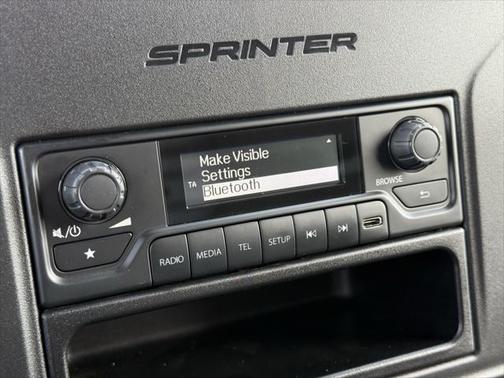 SPRINTER
Make Visible
Settings
TA
Bluetooth
BROWSE
RADIO
MEDIA
TEL
SETUP